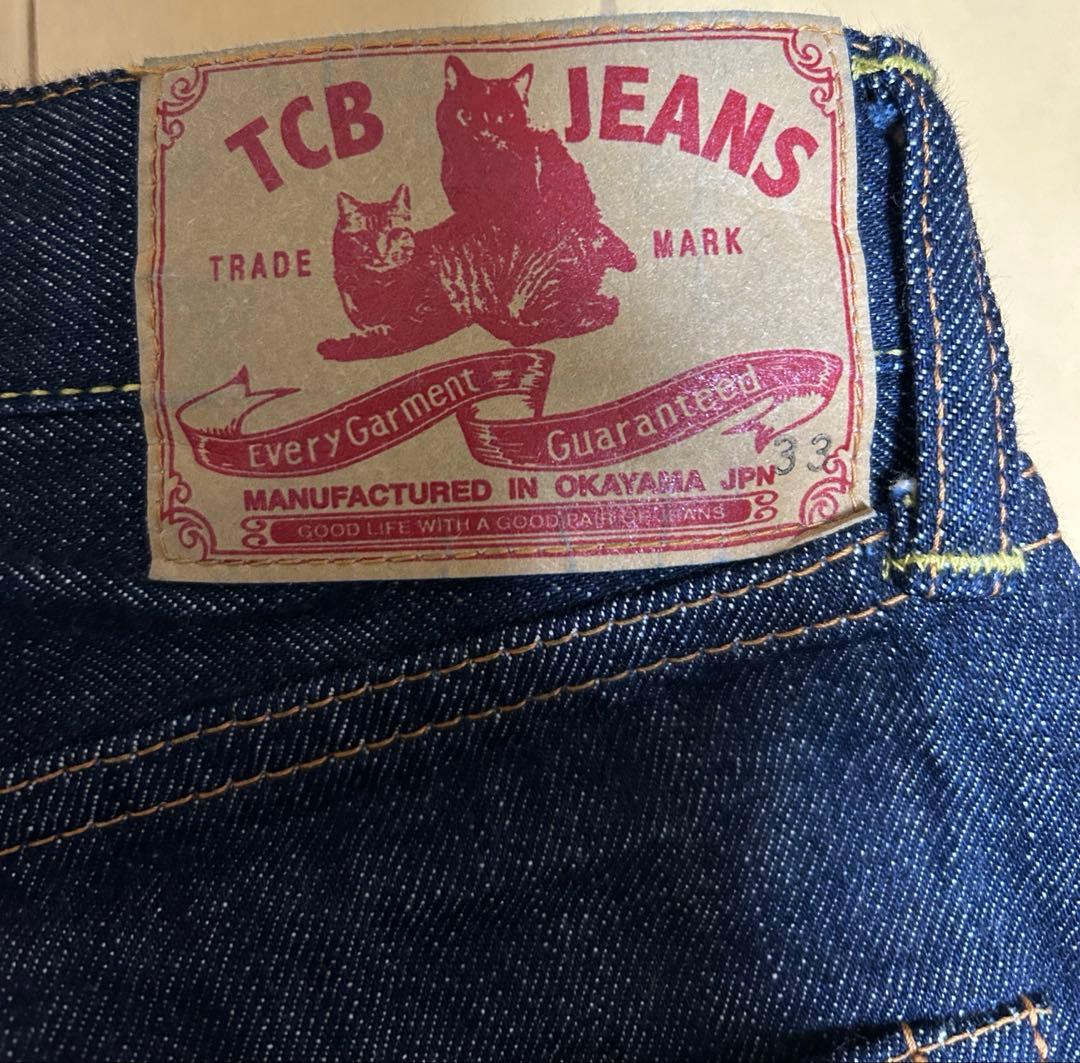 TCB JEANS
TRADE MARK
Every Garment Guaranteed
33
MANUFACTURED IN OKAYAMA JPN
GOOD LIFE WITH A GOOD PAIR OF JEANS